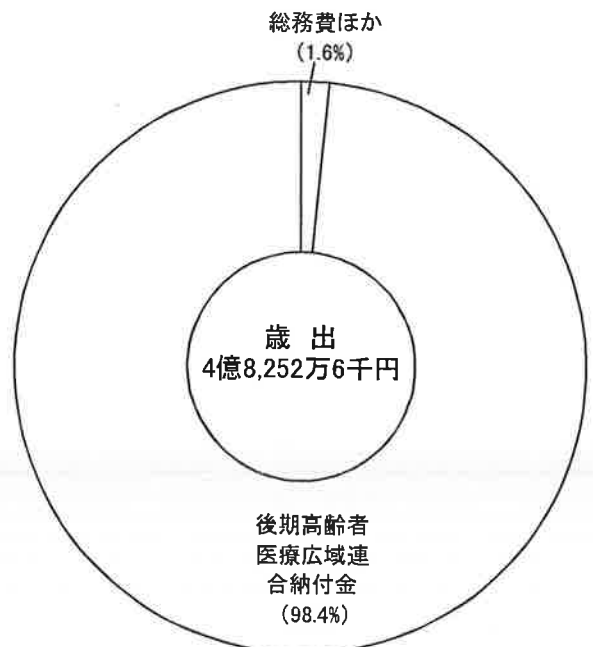 総務費ほか
(1.6%)
歳 出
4億8,252万6千円
後期高齢者
医療広域連
合納付金
(98.4%)